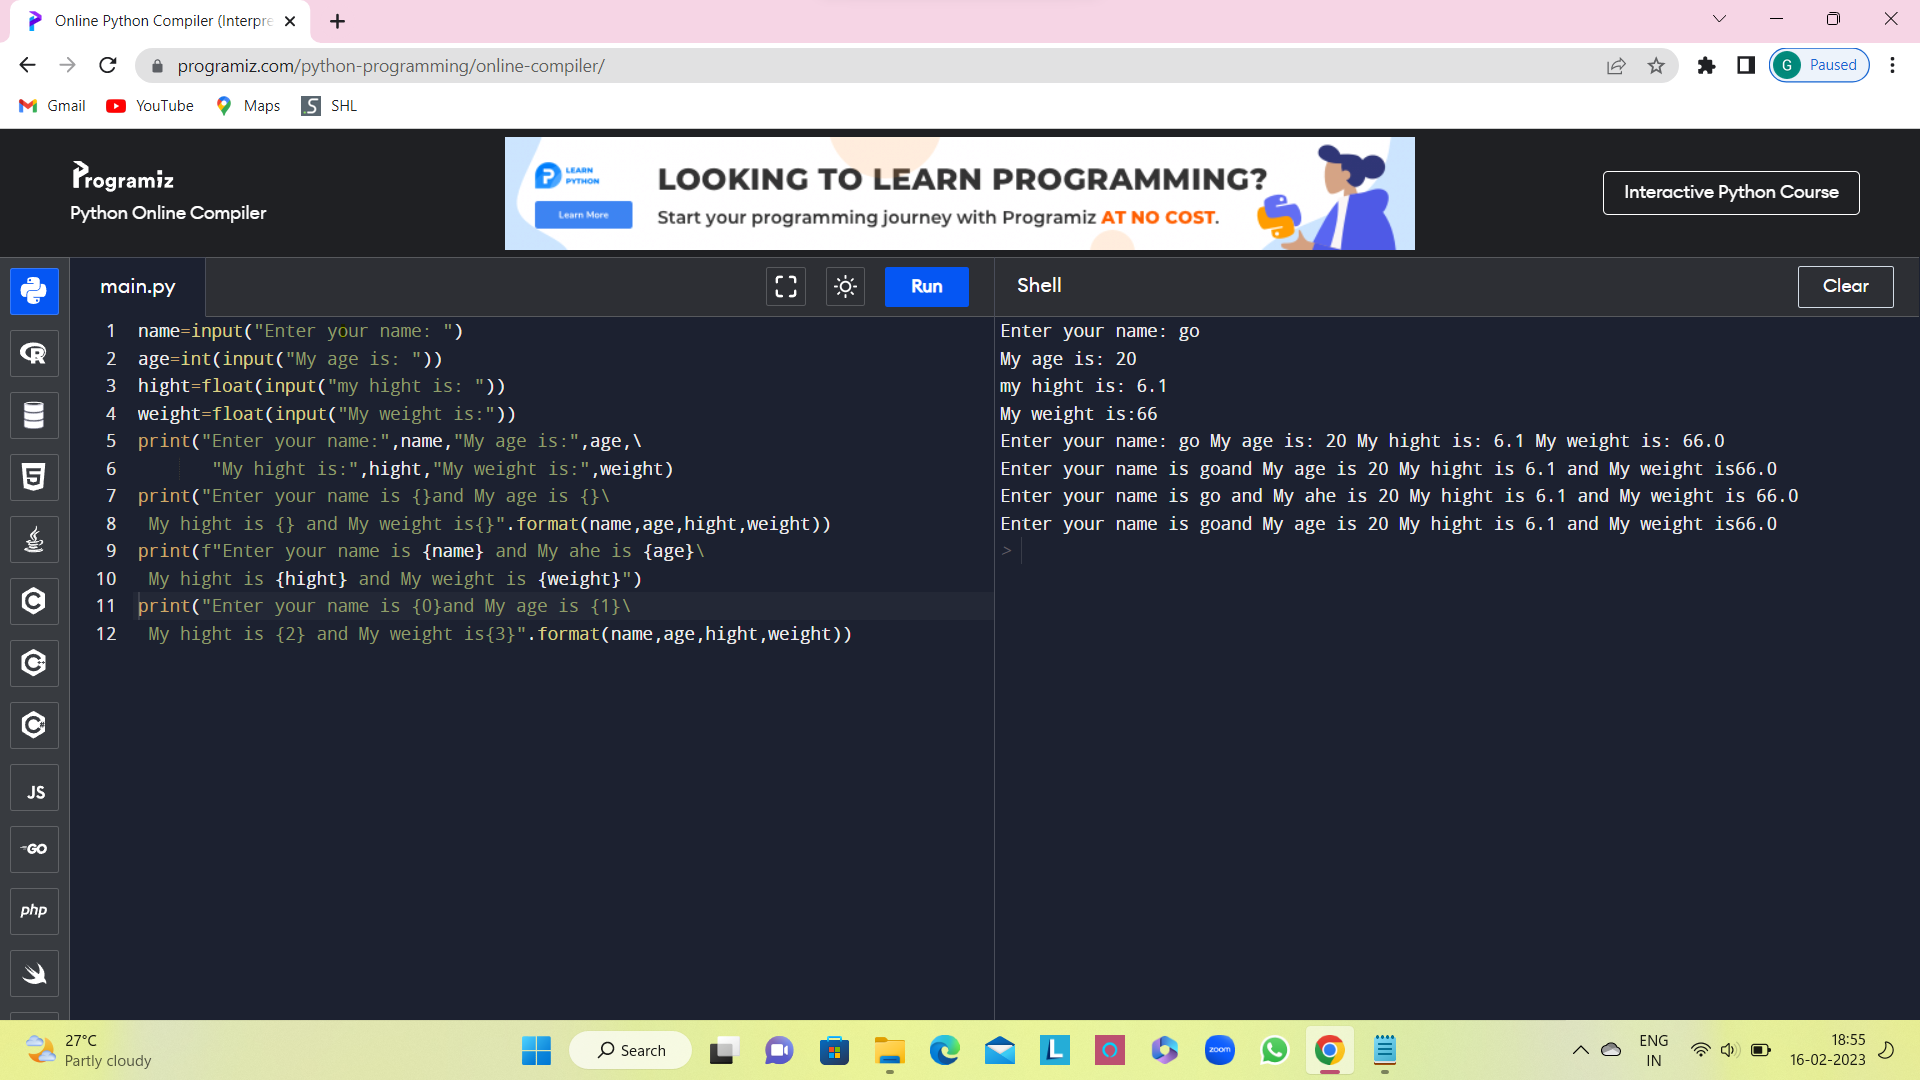 Online Python Compiler (Interpre
programiz.com/python-programming/online-compiler/
G Paused
Gmail YouTube Maps S SHL
Programiz
Python Online Compiler
LEARN PYTHON
Learn More
LOOKING TO LEARN PROGRAMMING?
Start your programming journey with Programiz AT NO COST.
Interactive Python Course
main.py
Run
Shell
Clear
1 name=input("Enter your name: ")
2 age=int(input("My age is: "))
3 hight=float(input("my hight is: "))
4 weight=float(input("My weight is:"))
5 print("Enter your name:",name,"My age is:",age,\
6 "My hight is:",hight,"My weight is:",weight)
7 print("Enter your name is {}and My age is {}\
8 My hight is {} and My weight is{}".format(name,age,hight,weight))
9 print(f"Enter your name is {name} and My ahe is {age}\
10 My hight is {hight} and My weight is {weight}")
11 print("Enter your name is {0}and My age is {1}\
12 My hight is {2} and My weight is{3}".format(name,age,hight,weight))
Enter your name: go
My age is: 20
my hight is: 6.1
My weight is:66
Enter your name: go My age is: 20 My hight is: 6.1 My weight is: 66.0
Enter your name is goand My age is 20 My hight is 6.1 and My weight is66.0
Enter your name is go and My ahe is 20 My hight is 6.1 and My weight is 66.0
Enter your name is goand My age is 20 My hight is 6.1 and My weight is66.0
>
R
5
C
C
C
JS
GO
php
27°C
Partly cloudy
Search
L
zoom
ENG
IN
18:55
16-02-2023